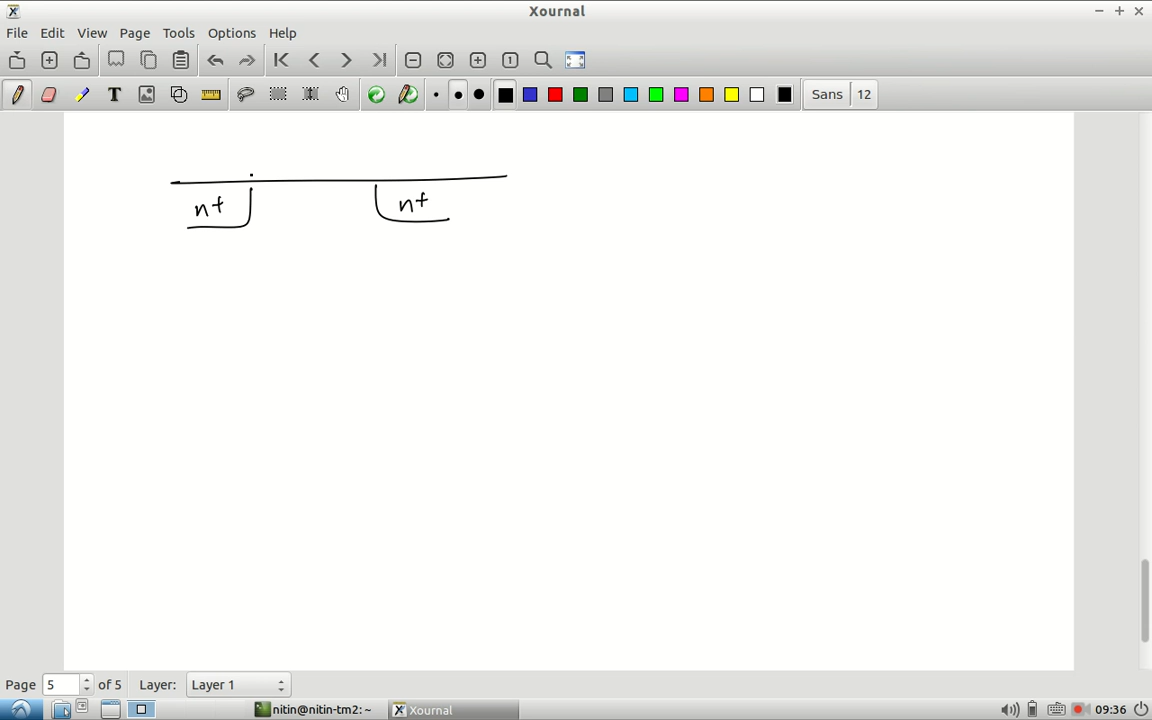 Xournal
File Edit View Page Tools Options Help
Sans 12
n+ n+
Page 5 of 5 Layer: Layer 1
nitin@nitin-tm2: ~ Xournal 09:36